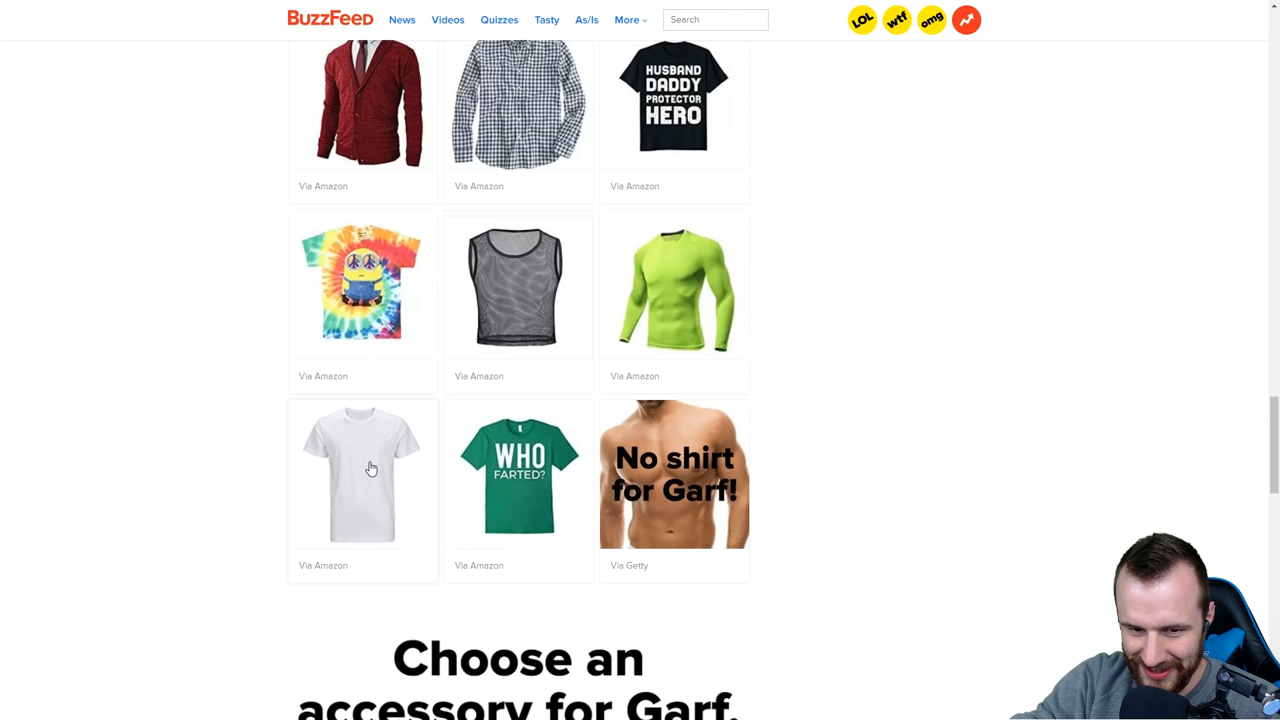 BuzzFeed News Videos Quizzes Tasty As/Is More Search LOL wtf omg
HUSBAND
DADDY
PROTECTOR
HERO
Via Amazon Via Amazon Via Amazon
Via Amazon Via Amazon Via Amazon
WHO
FARTED?
No shirt
for Garf!
Via Amazon Via Amazon Via Getty
Choose an
accessory for Garf.